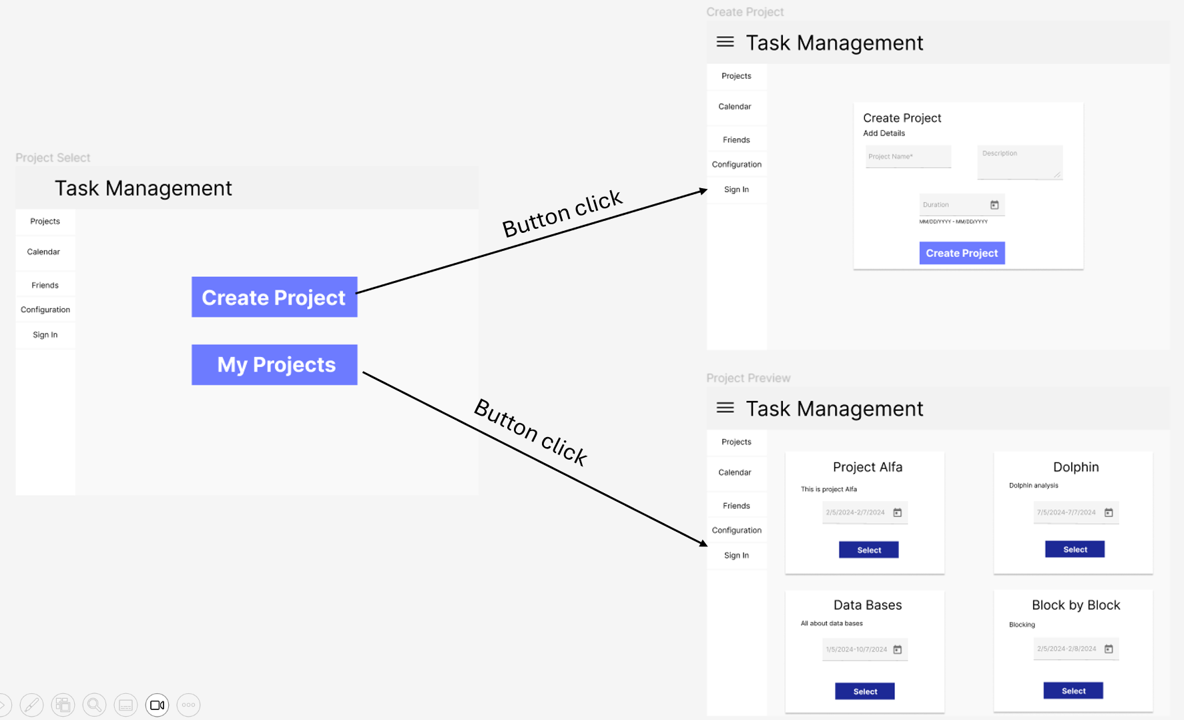 Project Select
Task Management
Projects
Calendar
Friends
Configuration
Sign In
Create Project
My Projects
Button click
Button click
Create Project
Task Management
Projects
Calendar
Friends
Configuration
Sign In
Create Project
Add Details
Project Name*
Description
Duration
MM/DD/YYYY - MM/DD/YYYY
Create Project
Project Preview
Task Management
Projects
Calendar
Friends
Configuration
Sign In
Project Alfa
This is project Alfa
2/5/2024-2/7/2024
Select
Dolphin
Dolphin analysis
7/5/2024-7/7/2024
Select
Data Bases
All about data bases
1/5/2024-10/7/2024
Select
Block by Block
Blocking
2/5/2024-2/8/2024
Select